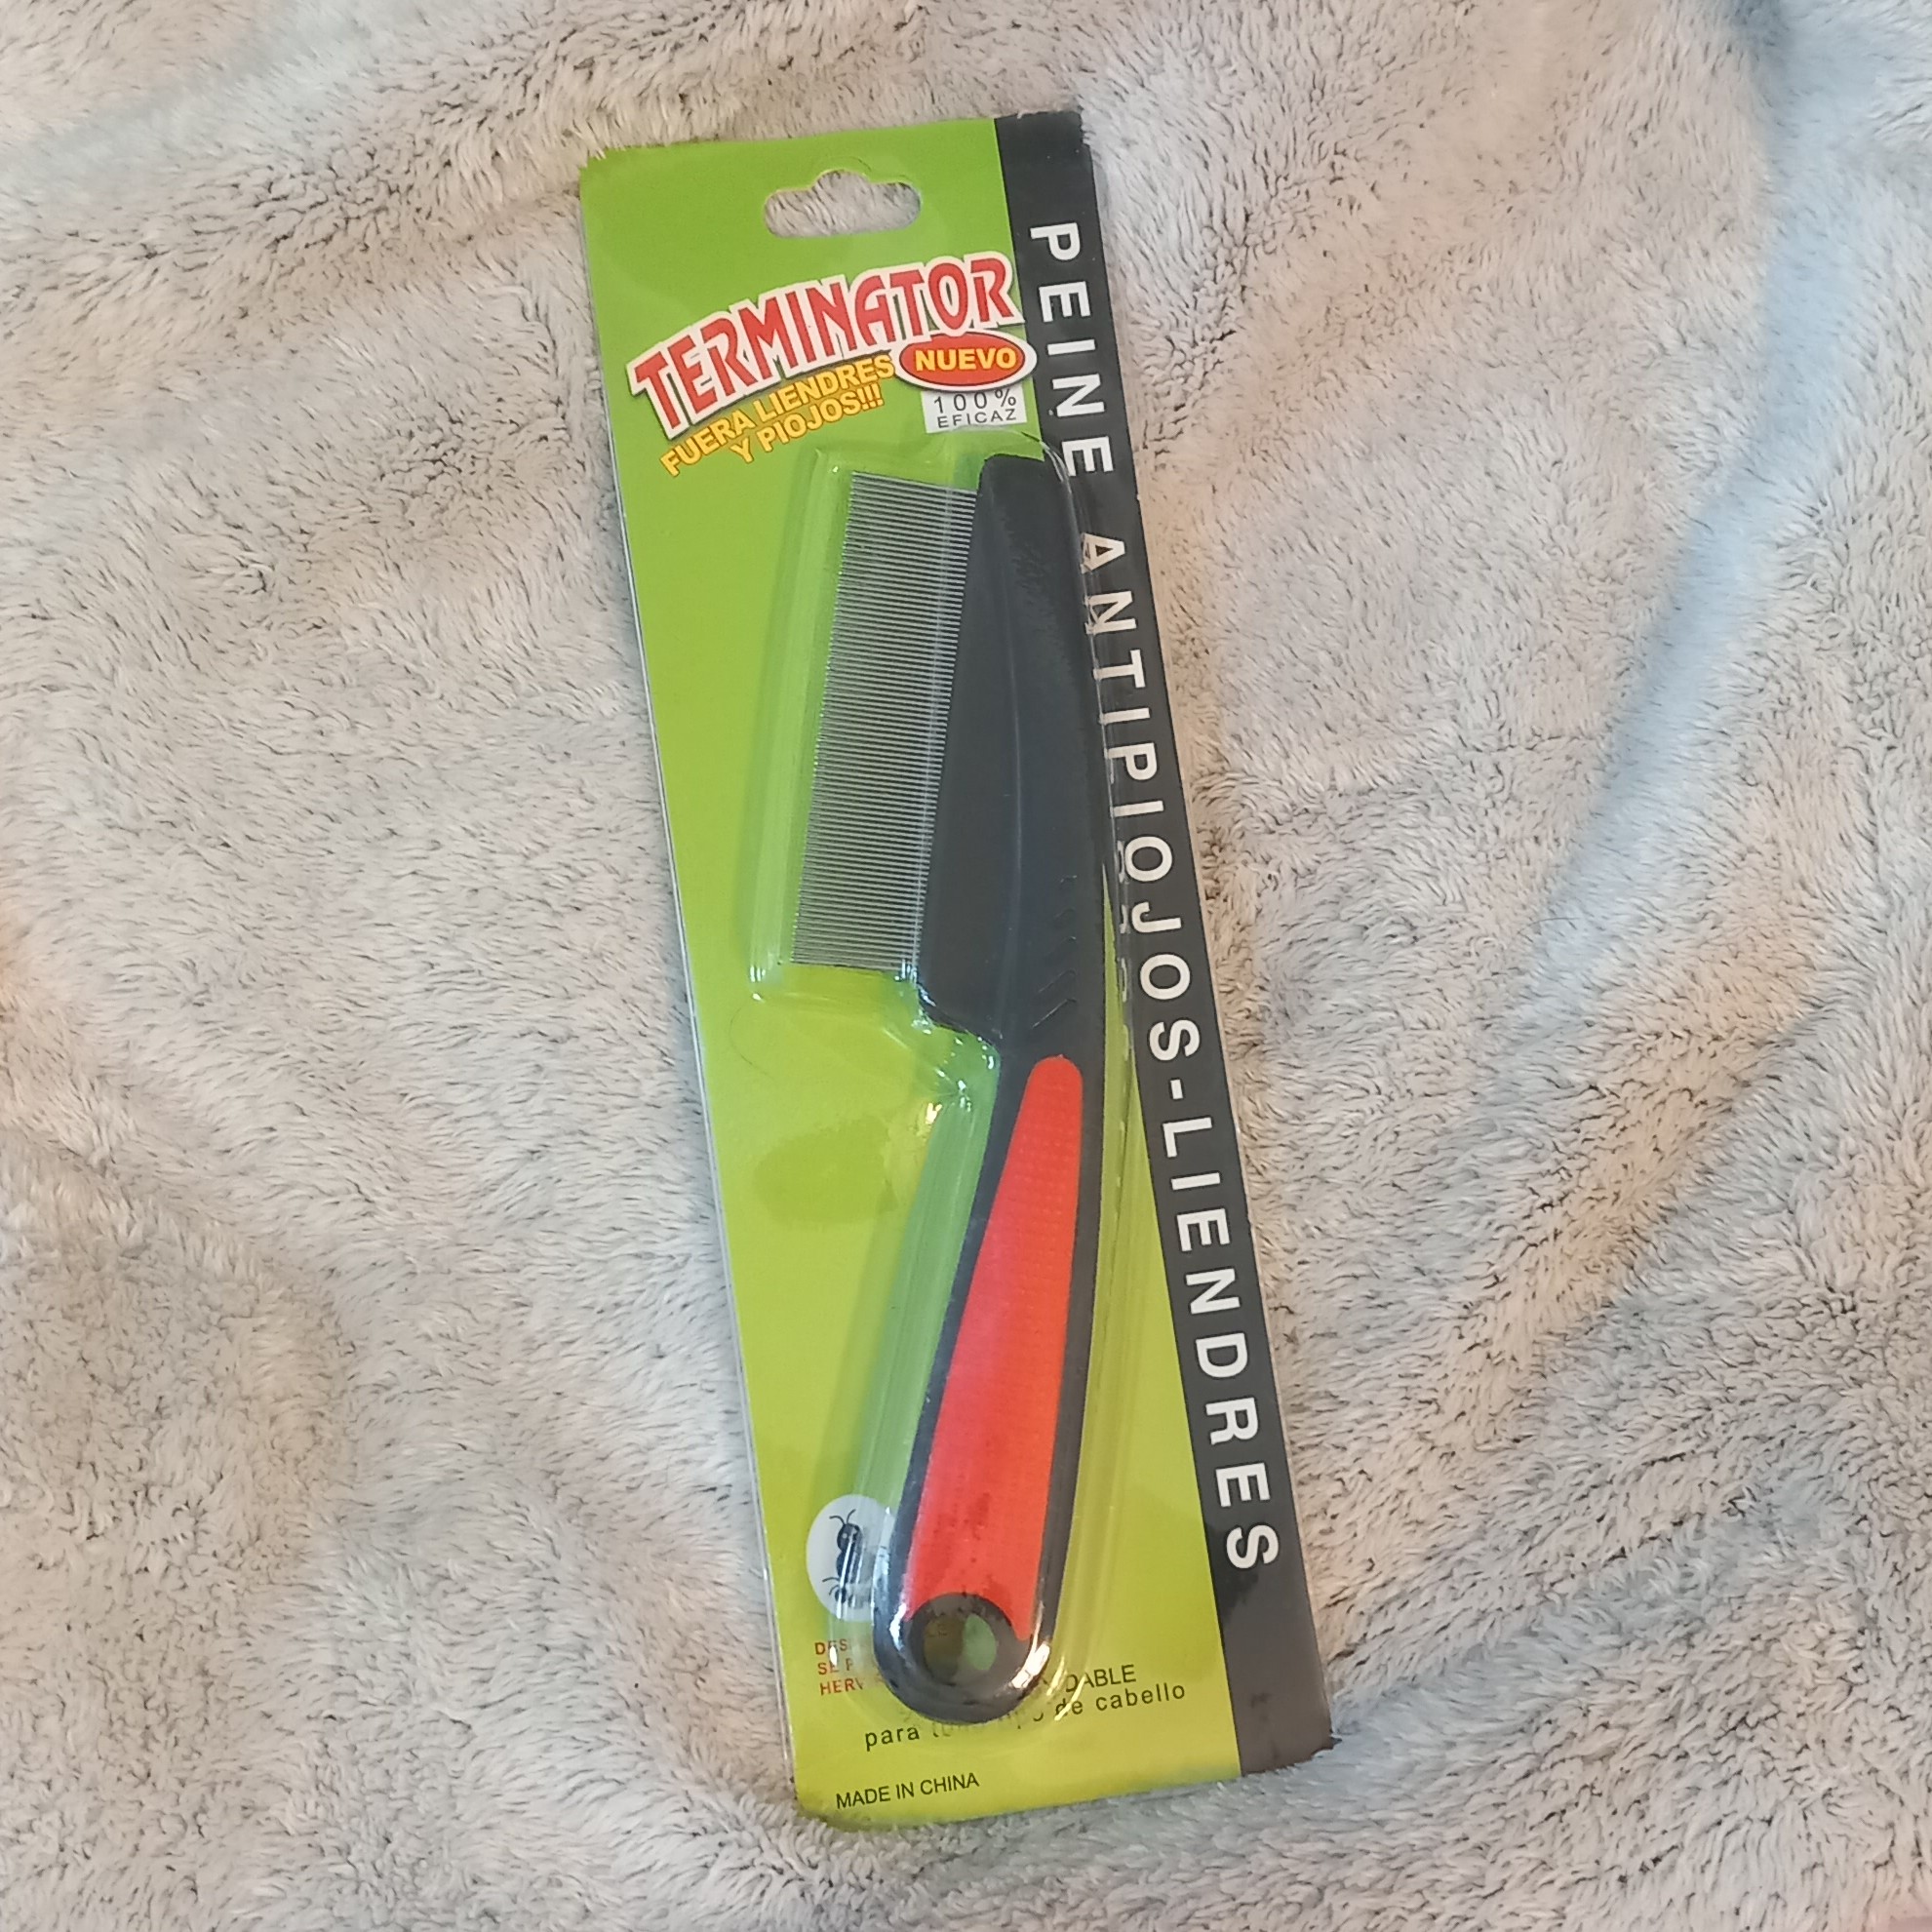 TERMINATOR
NUEVO
FUERA LIENDRES
Y PIOJOS!!!
100%
EFICAZ
PEINE ANTIPIOJOS-LIENDRES
para de cabello
MADE IN CHINA